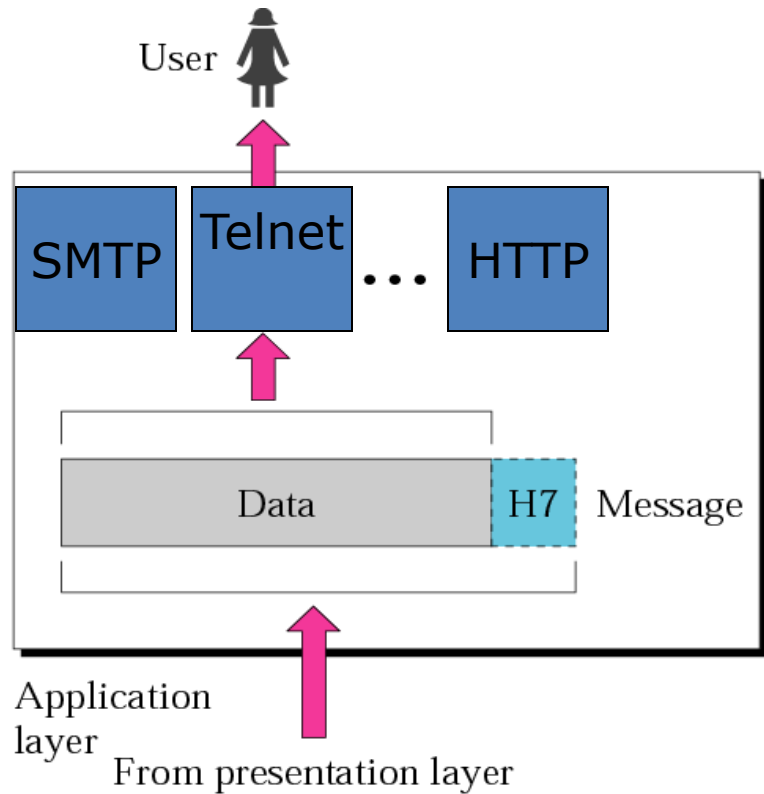 User
SMTP
Telnet
...
HTTP
Data
H7
Message
Application
layer
From presentation layer